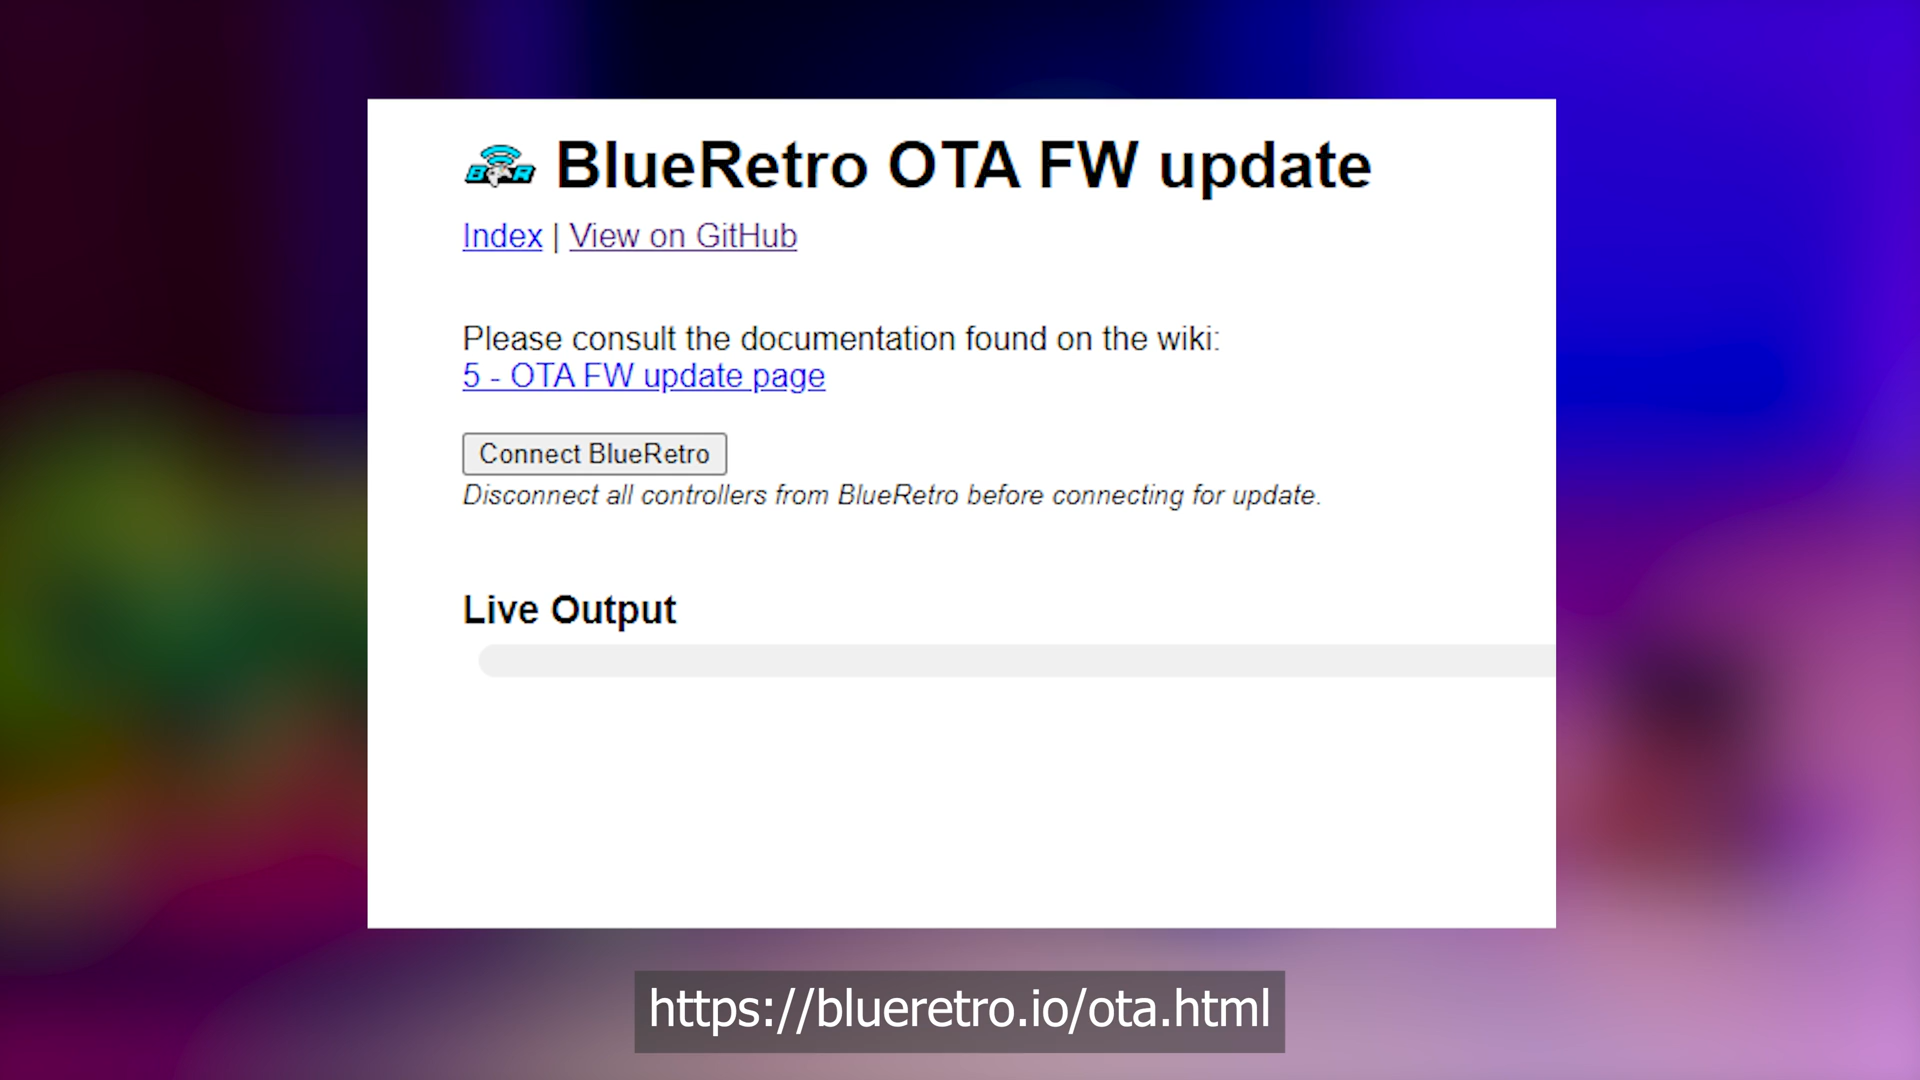 BR BlueRetro OTA FW update
Index | View on GitHub
Please consult the documentation found on the wiki:
5 - OTA FW update page
Connect BlueRetro
Disconnect all controllers from BlueRetro before connecting for update.
Live Output
https://blueretro.io/ota.html